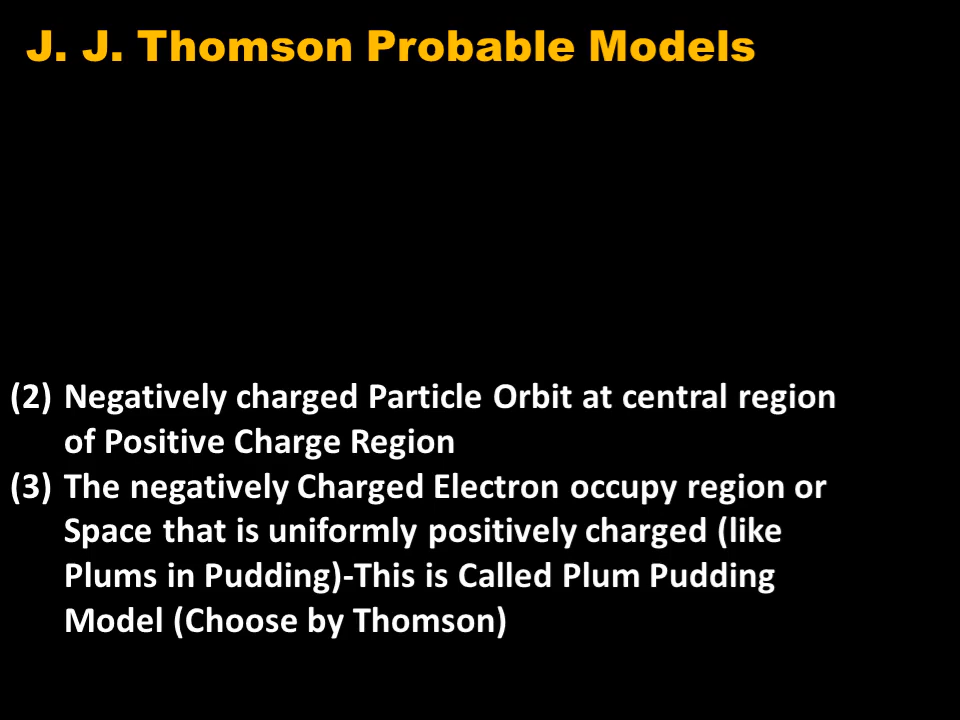 J. J. Thomson Probable Models
(2) Negatively charged Particle Orbit at central region
of Positive Charge Region
(3) The negatively Charged Electron occupy region or
Space that is uniformly positively charged (like
Plums in Pudding)-This is Called Plum Pudding
Model (Choose by Thomson)